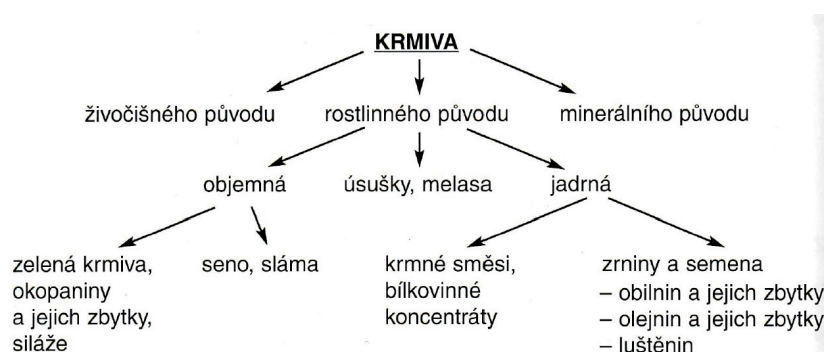 KRMIVA
živočišného původu rostlinného původu minerálního původu
objemná úsušky, melasa jadrná
zelená krmiva,
okopaniny
a jejich zbytky,
siláže
seno, sláma
krmné směsi,
bílkovinné
koncentráty
zrniny a semena
– obilnin a jejich zbytky
– olejnin a jejich zbytky
– luštěnin